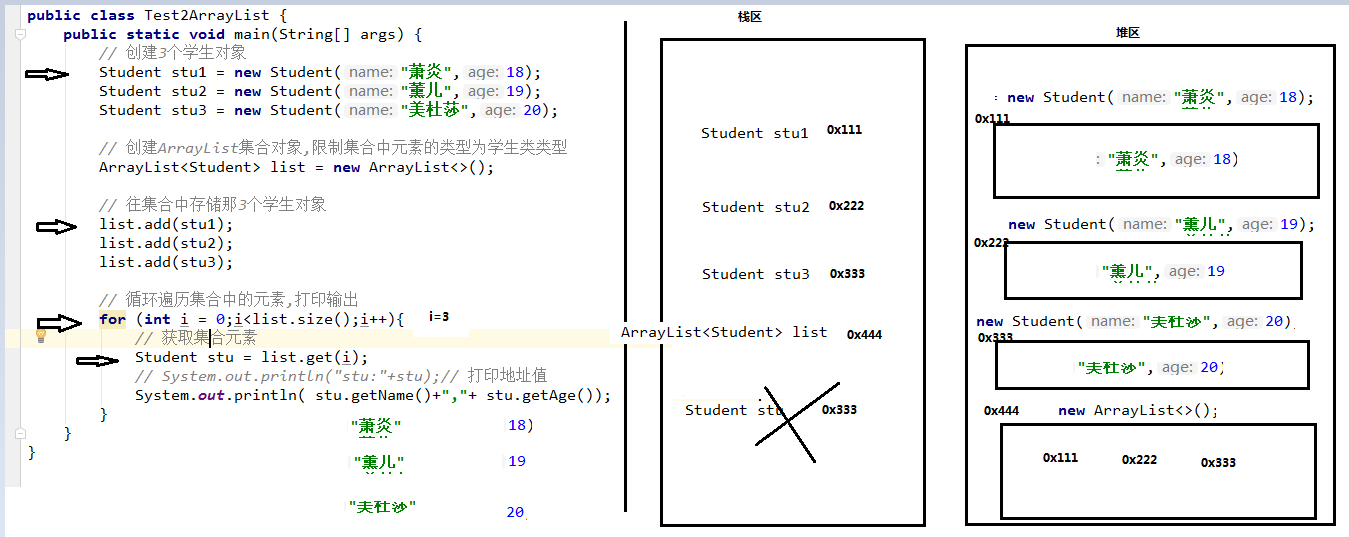 public class Test2ArrayList {
public static void main(String[] args) {
// 创建3个学生对象
Student stu1 = new Student( name: "萧炎", age: 18);
Student stu2 = new Student( name: "薰儿", age: 19);
Student stu3 = new Student( name: "美杜莎", age: 20);
// 创建ArrayList集合对象,限制集合中元素的类型为学生类类型
ArrayList<Student> list = new ArrayList<>();
// 往集合中存储那3个学生对象
list.add(stu1);
list.add(stu2);
list.add(stu3);
// 循环遍历集合中的元素,打印输出
for (int i = 0;i<list.size();i++){ i=3
// 获取集合元素
Student stu = list.get(i);
// System.out.println("stu:"+stu);// 打印地址值
System.out.println( stu.getName()+","+ stu.getAge());
}
}
}
"萧炎" 18)
"薰儿" 19
"美杜莎" 20
栈区
Student stu1 0x111
Student stu2 0x222
Student stu3 0x333
ArrayList<Student> list 0x444
Student stu 0x333
堆区
: new Student( name: "萧炎", age: 18);
0x111
: "萧炎", age: 18)
new Student( name: "薰儿", age: 19);
0x222
"薰儿", age: 19
new Student( name: "美杜莎", age: 20)
0x333
"美杜莎", age: 20)
0x444 new ArrayList<>();
0x111 0x222 0x333